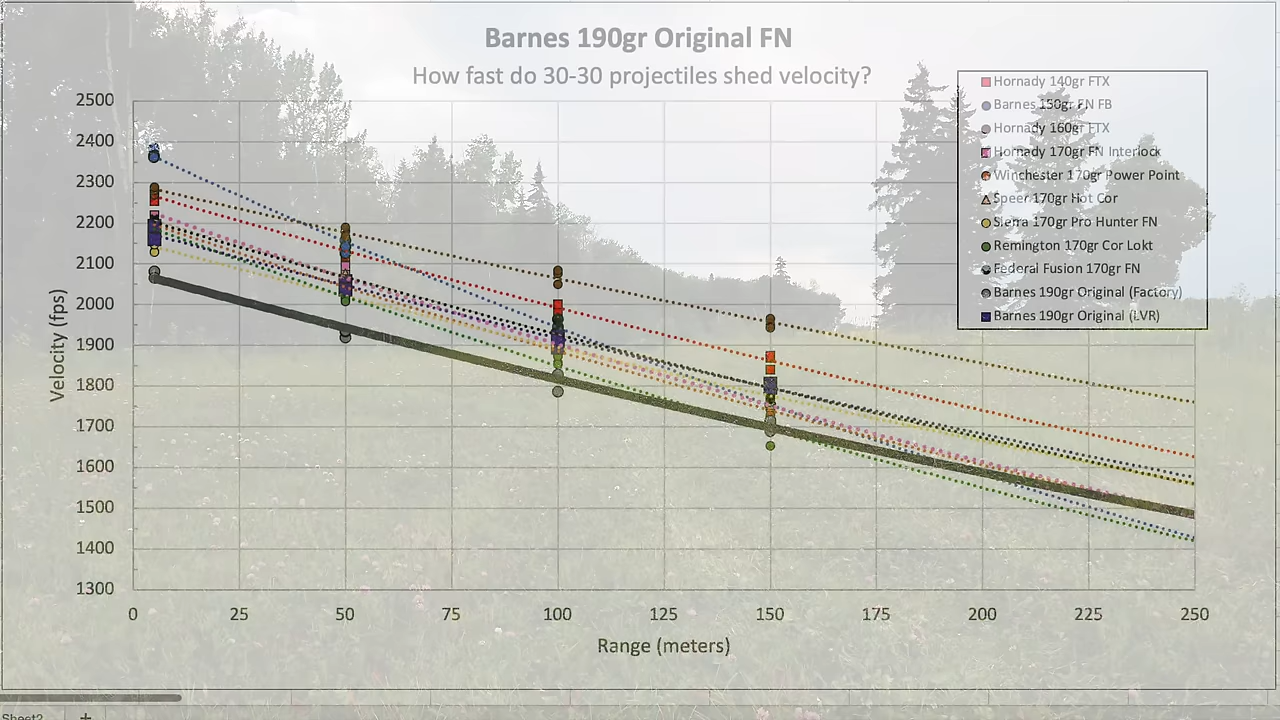 Barnes 190gr Original FN
How fast do 30-30 projectiles shed velocity?
Hornady 140gr FTX
Barnes 150gr FN FB
Hornady 160gr FTX
Hornady 170gr FN Interlock
Winchester 170gr Power Point
Speer 170gr Hot Cor
Sierra 170gr Pro Hunter FN
Remington 170gr Cor Lokt
Federal Fusion 170gr FN
Barnes 190gr Original (Factory)
Barnes 190gr Original (LVR)
2500
2400
2300
2200
2100
2000
1900
1800
1700
1600
1500
1400
1300
Velocity (fps)
0 25 50 75 100 125 150 175 200 225 250
Range (meters)
Sheet2 +